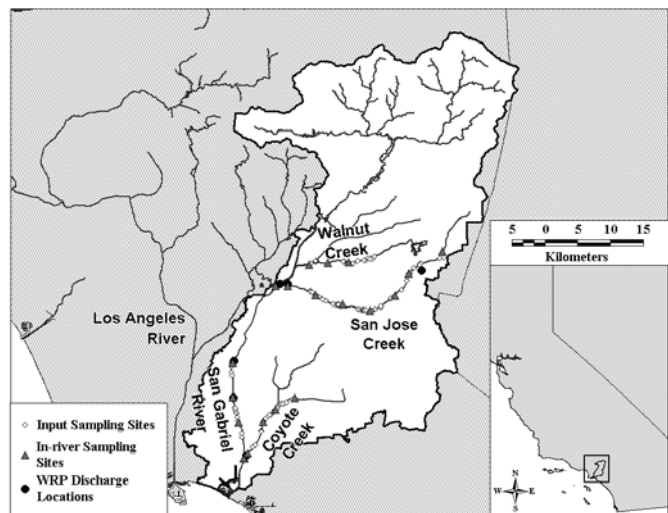 Walnut
Creek
5 0 5 10 15
Kilometers
Los Angeles
River
San Jose
Creek
San Gabriel
River
Coyote
Creek
Input Sampling Sites
In-river Sampling
Sites
WRP Discharge
Locations
N
W E
S